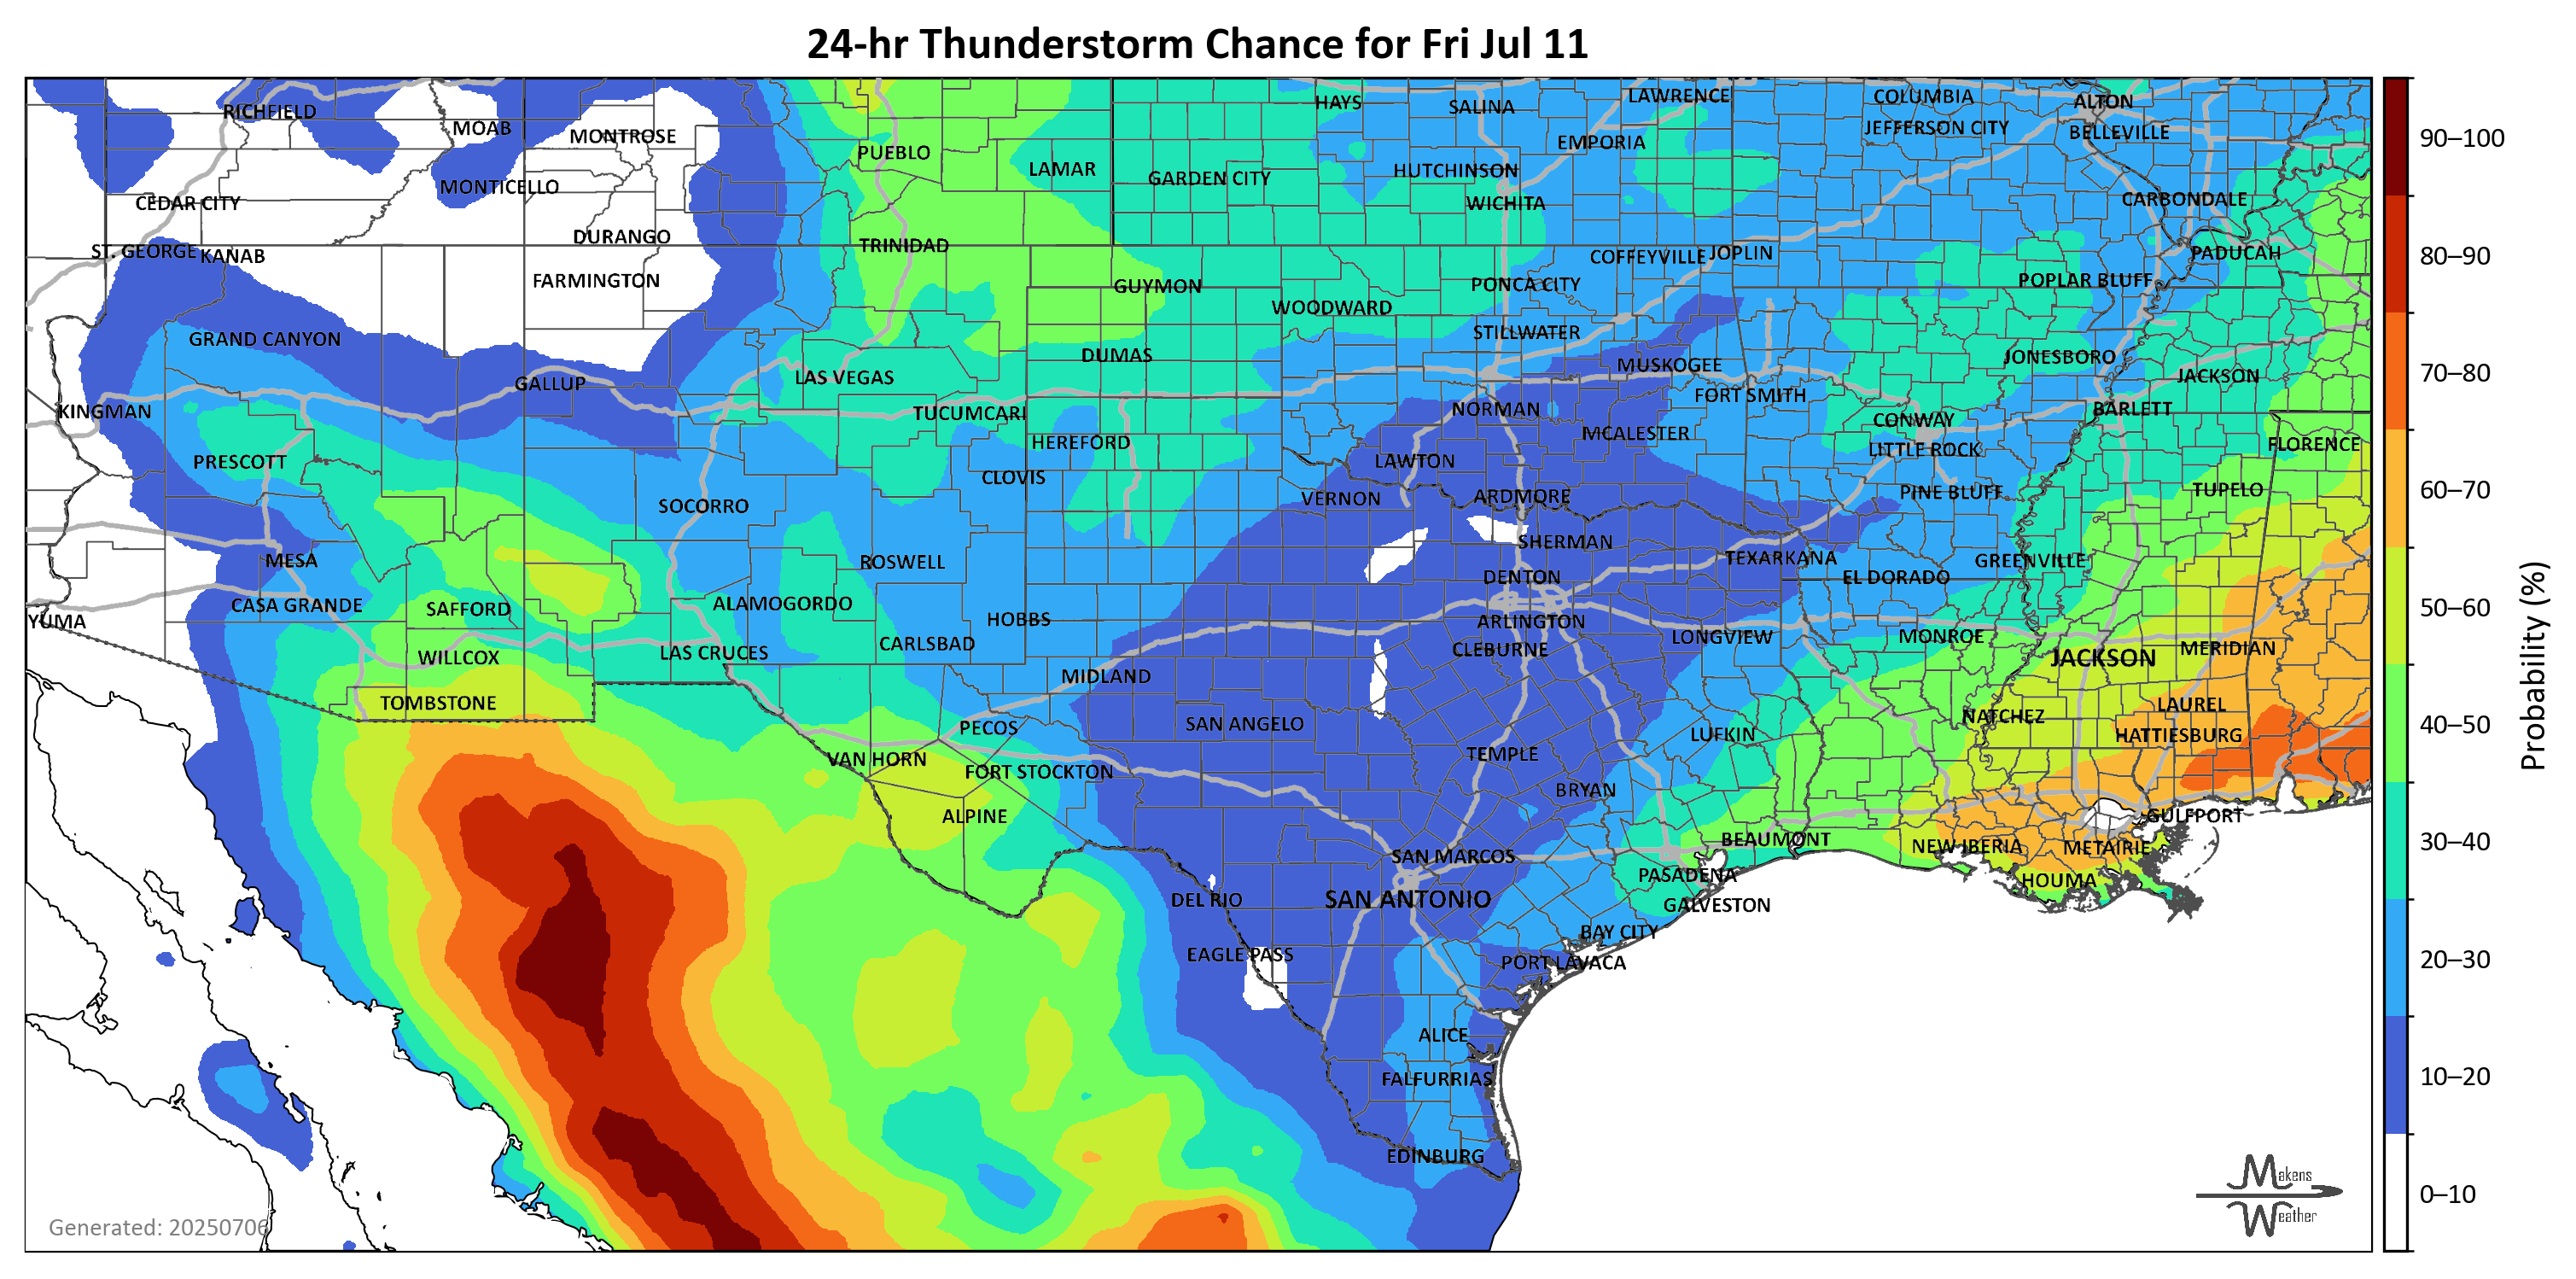 24-hr Thunderstorm Chance for Fri Jul 11
RICHFIELD
MOAB
MONTROSE
PUEBLO
LAMAR
HAYS
SALINA
LAWRENCE
COLUMBIA
ALTON
JEFFERSON CITY
BELLEVILLE
EMPORIA
HUTCHINSON
GARDEN CITY
MONTICELLO
CEDAR CITY
WICHITA
CARBONDALE
DURANGO
TRINIDAD
ST. GEORGE
KANAB
COFFEYVILLE
JOPLIN
PADUCAH
FARMINGTON
GUYMON
PONCA CITY
POPLAR BLUFF
WOODWARD
STILLWATER
GRAND CANYON
DUMAS
MUSKOGEE
JONESBORO
LAS VEGAS
JACKSON
GALLUP
FORT SMITH
KINGMAN
TUCUMCARI
NORMAN
BARLETT
CONWAY
HEREFORD
MCALESTER
LITTLE ROCK
FLORENCE
PRESCOTT
LAWTON
CLOVIS
PINE BLUFF
TUPELO
SOCORRO
VERNON
ARDMORE
SHERMAN
MESA
ROSWELL
TEXARKANA
GREENVILLE
DENTON
EL DORADO
CASA GRANDE
SAFFORD
ALAMOGORDO
YUMA
HOBBS
ARLINGTON
LONGVIEW
MONROE
CARLSBAD
CLEBURNE
MERIDIAN
WILLCOX
LAS CRUCES
JACKSON
MIDLAND
TOMBSTONE
LAUREL
NATCHEZ
PECOS
SAN ANGELO
LUFKIN
HATTIESBURG
VAN HORN
TEMPLE
FORT STOCKTON
BRYAN
ALPINE
GULFPORT
BEAUMONT
NEW IBERIA
METAIRIE
SAN MARCOS
PASADENA
HOUMA
DEL RIO
SAN ANTONIO
GALVESTON
BAY CITY
EAGLE PASS
PORT LAVACA
ALICE
FALFURRIAS
EDINBURG
Generated: 20250706
Makens
Weather
90–100
80–90
70–80
60–70
50–60
40–50
30–40
20–30
10–20
0–10
Probability (%)